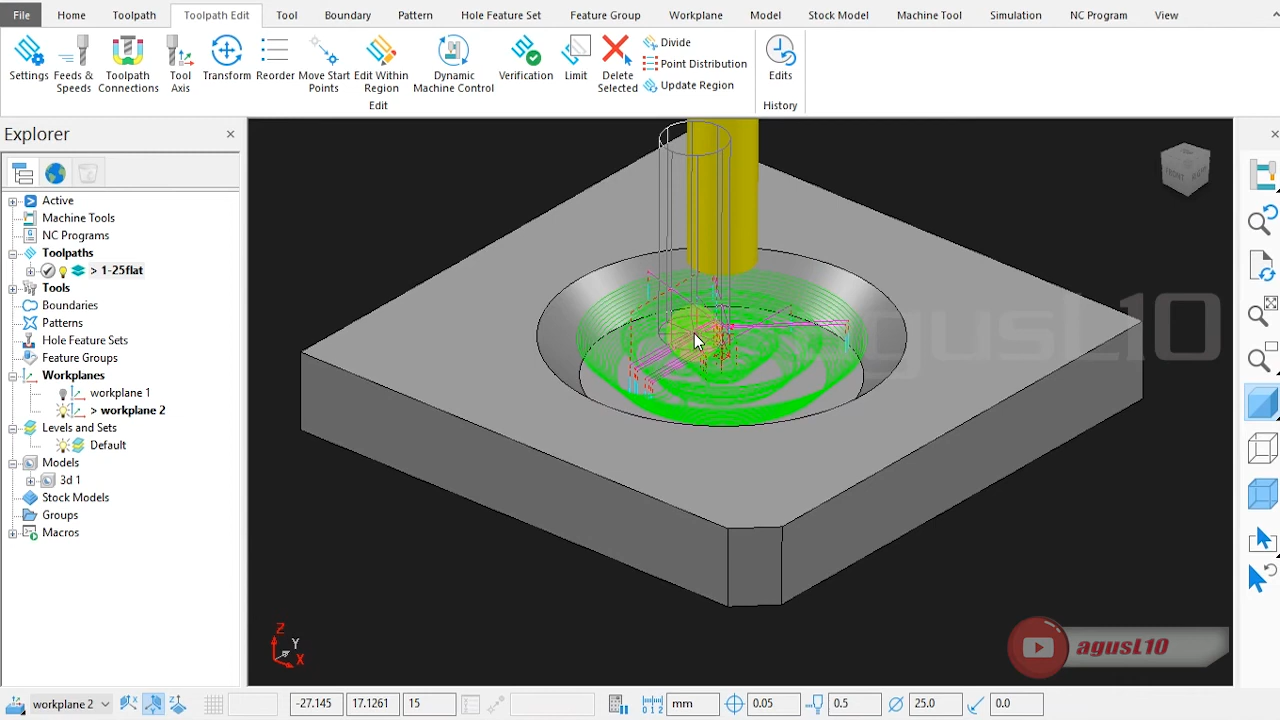 File Home Toolpath Toolpath Edit Tool Boundary Pattern Hole Feature Set Feature Group Workplane Model Stock Model Machine Tool Simulation NC Program View
Settings
Feeds & Speeds
Toolpath Connections
Tool Axis
Transform
Reorder
Move Start Points
Edit Within Region
Dynamic Machine Control
Verification
Limit
Delete Selected
Divide
Point Distribution
Update Region
Edits
Edit
History
Explorer
Active
Machine Tools
NC Programs
Toolpaths
> 1-25flat
Tools
Boundaries
Patterns
Hole Feature Sets
Feature Groups
Workplanes
workplane 1
> workplane 2
Levels and Sets
Default
Models
3d 1
Stock Models
Groups
Macros
FRONT
agusL10
Z
Y
X
agusL10
workplane 2 -27.145 17.1261 15 mm 0.05 0.5 25.0 0.0